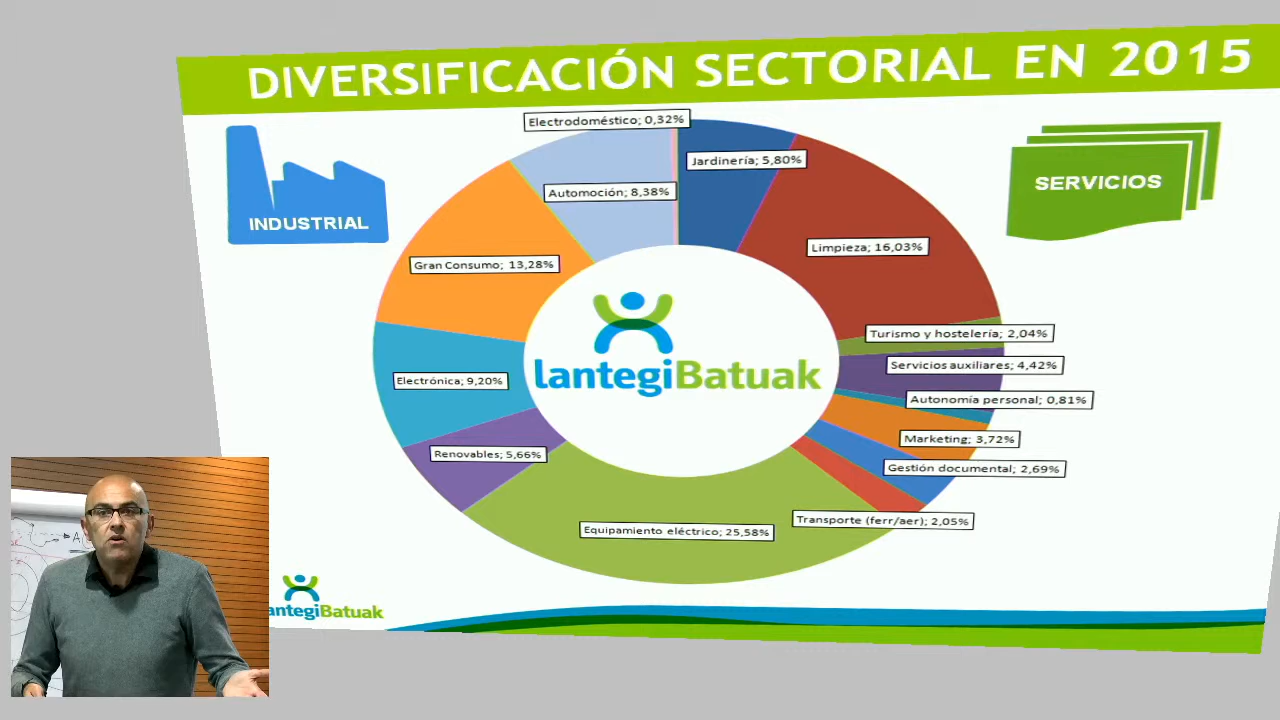 DIVERSIFICACIÓN SECTORIAL EN 2015
Electrodoméstico; 0,32%
Jardinería; 5,80%
Automoción; 8,38%
INDUSTRIAL
SERVICIOS
Limpieza; 16,03%
Gran Consumo; 13,28%
Turismo y hostelería; 2,04%
Servicios auxiliares; 4,42%
lantegiBatuak
Electrónica; 9,20%
Autonomía personal; 0,81%
Marketing; 3,72%
Renovables; 5,66%
Gestión documental; 2,69%
Transporte (ferr/aer); 2,05%
Equipamiento eléctrico; 25,58%
antegiBatuak